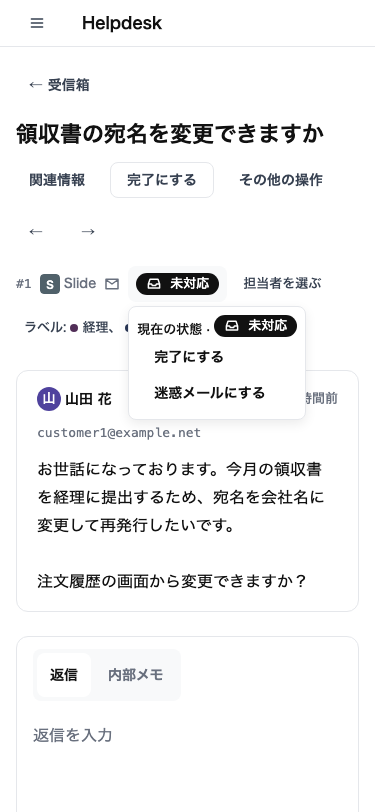 Helpdesk
← 受信箱
領収書の宛名を変更できますか
関連情報 完了にする その他の操作
← →
#1 S Slide 未対応 担当者を選ぶ
ラベル: 経理、
現在の状態 · 未対応
完了にする
迷惑メールにする
山 山田 花 時間前
customer1@example.net
お世話になっております。今月の領収書
を経理に提出するため、宛名を会社名に
変更して再発行したいです。
注文履歴の画面から変更できますか？
返信 内部メモ
返信を入力